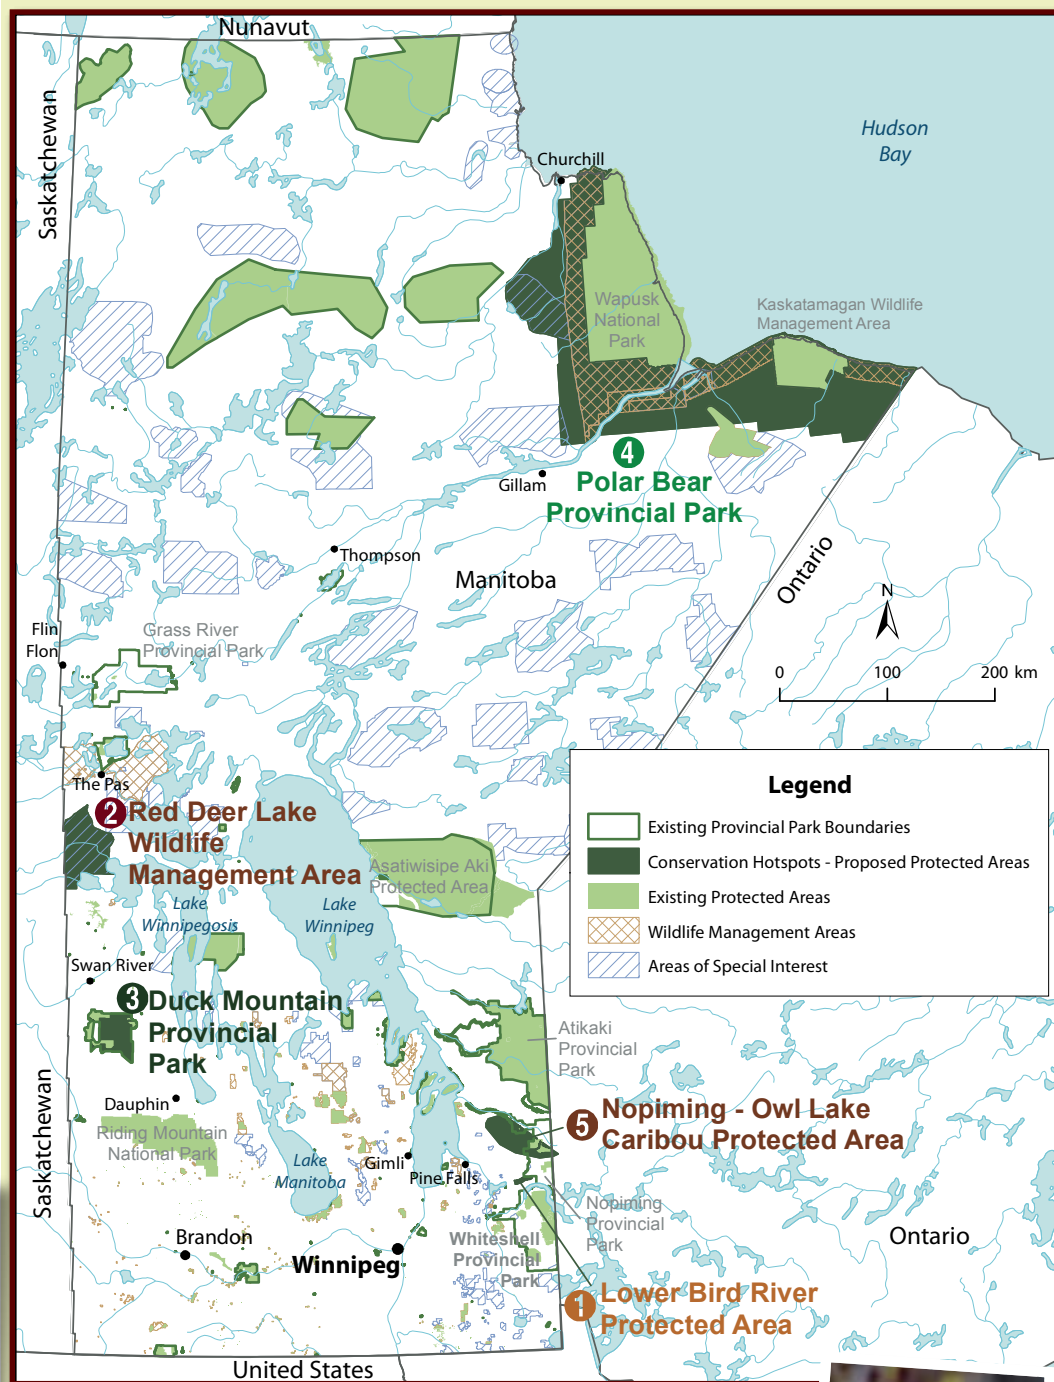 Nunavut
Saskatchewan
Hudson
Bay
Churchill
Wapusk
National
Park
Kaskatamagan Wildlife
Management Area
4
Polar Bear
Provincial Park
Gillam
Thompson
Manitoba
Ontario
N
0 100 200 km
Flin
Flon
Grass River
Provincial Park
The Pas
2 Red Deer Lake
Wildlife
Management Area
Asatiwisipe Aki
Protected Area
Lake
Winnipegosis
Lake
Winnipeg
Legend
Existing Provincial Park Boundaries
Conservation Hotspots - Proposed Protected Areas
Existing Protected Areas
Wildlife Management Areas
Areas of Special Interest
Swan River
3 Duck Mountain
Provincial
Park
Atikaki
Provincial
Park
Saskatchewan
Dauphin
Riding Mountain
National Park
5 Nopiming - Owl Lake
Caribou Protected Area
Lake
Manitoba
Gimli
Pine Falls
Nopiming
Provincial
Park
Whiteshell
Provincial
Park
Brandon
Winnipeg
Ontario
1 Lower Bird River
Protected Area
United States